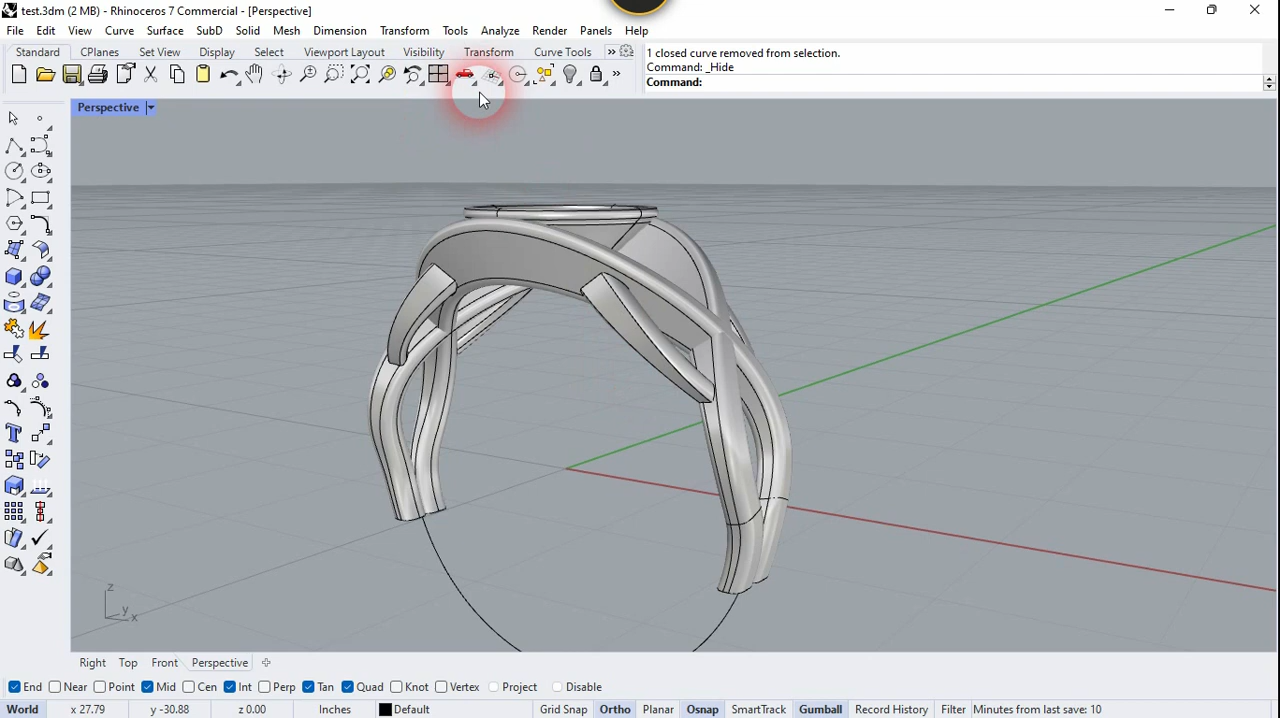 test.3dm (2 MB) - Rhinoceros 7 Commercial - [Perspective]
File Edit View Curve Surface SubD Solid Mesh Dimension Transform Tools Analyze Render Panels Help
Standard CPlanes Set View Display Select Viewport Layout Visibility Transform Curve Tools »
1 closed curve removed from selection.
Command: _Hide
Command:
Perspective
z
y
x
Right Top Front Perspective
End Near Point Mid Cen Int Perp Tan Quad Knot Vertex Project Disable
World x 27.79 y -30.88 z 0.00 Inches Default Grid Snap Ortho Planar Osnap SmartTrack Gumball Record History Filter Minutes from last save: 10